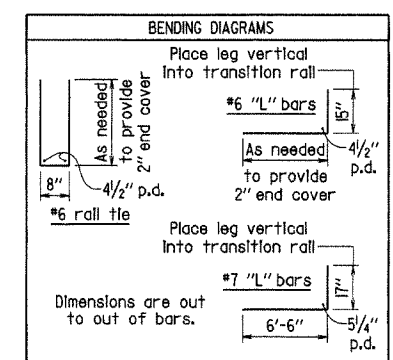 BENDING DIAGRAMS
As needed
to provide
2" end cover
8"
4½" p.d.
#6 rail tie
Place leg vertical
into transition rail
#6 "L" bars
15"
As needed
to provide
2" end cover
4½"
p.d.
Place leg vertical
into transition rail
#7 "L" bars
17"
6'-6"
5¼"
p.d.
Dimensions are out
to out of bars.